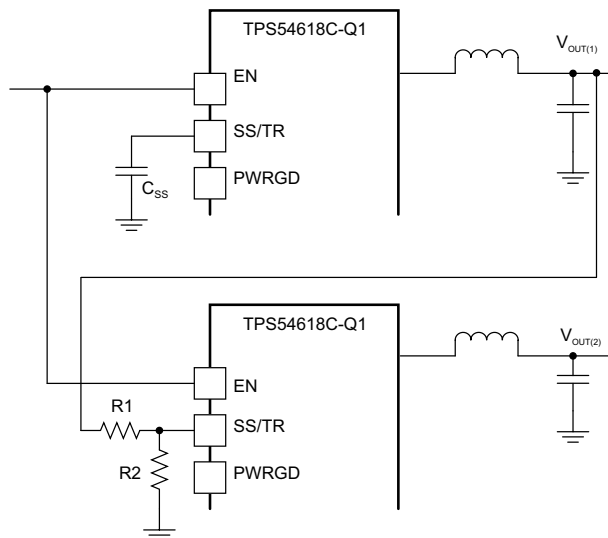 TPS54618C-Q1
V_OUT(1)
EN
SS/TR
C_SS
PWRGD
TPS54618C-Q1
V_OUT(2)
EN
R1
SS/TR
R2
PWRGD